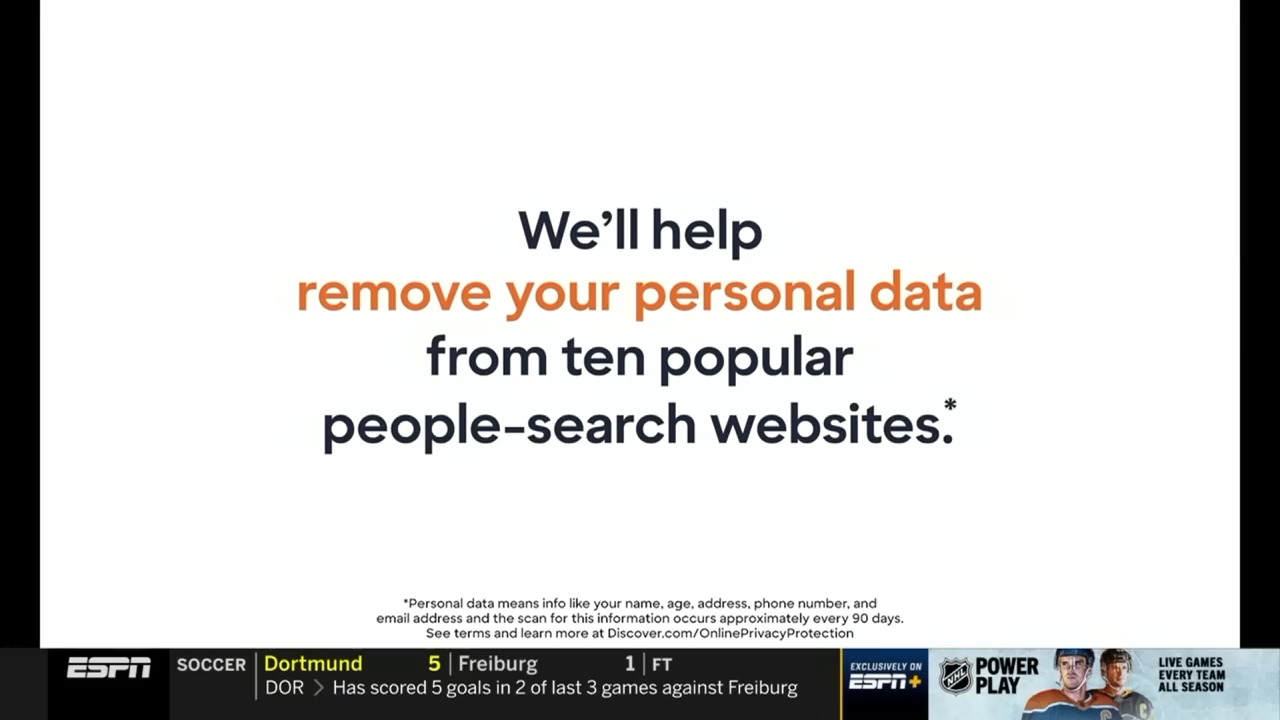 We'll help
remove your personal data
from ten popular
people-search websites.*
*Personal data means info like your name, age, address, phone number, and
email address and the scan for this information occurs approximately every 90 days.
See terms and learn more at Discover.com/OnlinePrivacyProtection
ESPN
SOCCER
Dortmund 5
Freiburg 1
FT
DOR > Has scored 5 goals in 2 of last 3 games against Freiburg
EXCLUSIVELY ON
ESPN+
NHL
POWER
PLAY
LIVE GAMES
EVERY TEAM
ALL SEASON